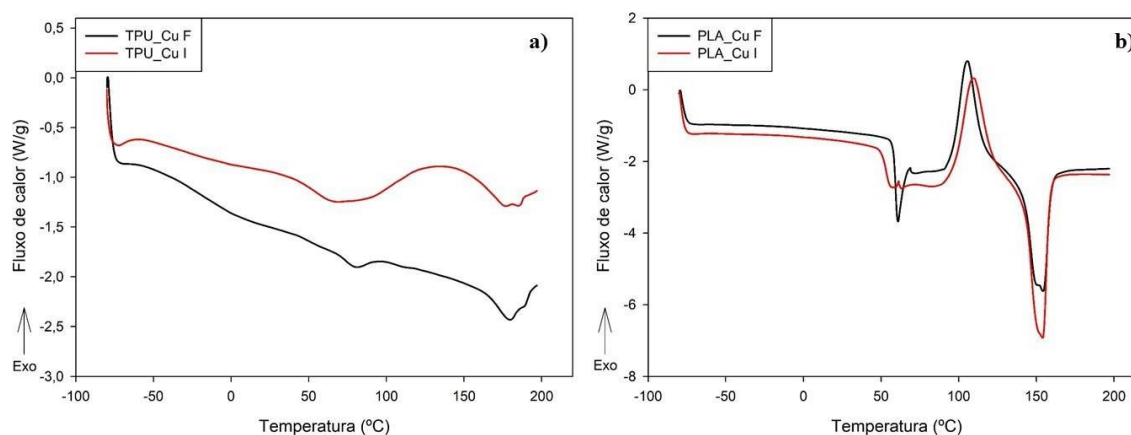 TPU_Cu F
TPU_Cu I
a)
0,5
0,0
-0,5
-1,0
-1,5
-2,0
-2,5
-3,0
Fluxo de calor (W/g)
Exo
-100 -50 0 50 100 150 200
Temperatura (ºC)
PLA_Cu F
PLA_Cu I
b)
2
0
-2
-4
-6
-8
Fluxo de calor (W/g)
Exo
-100 -50 0 50 100 150 200
Temperatura (ºC)